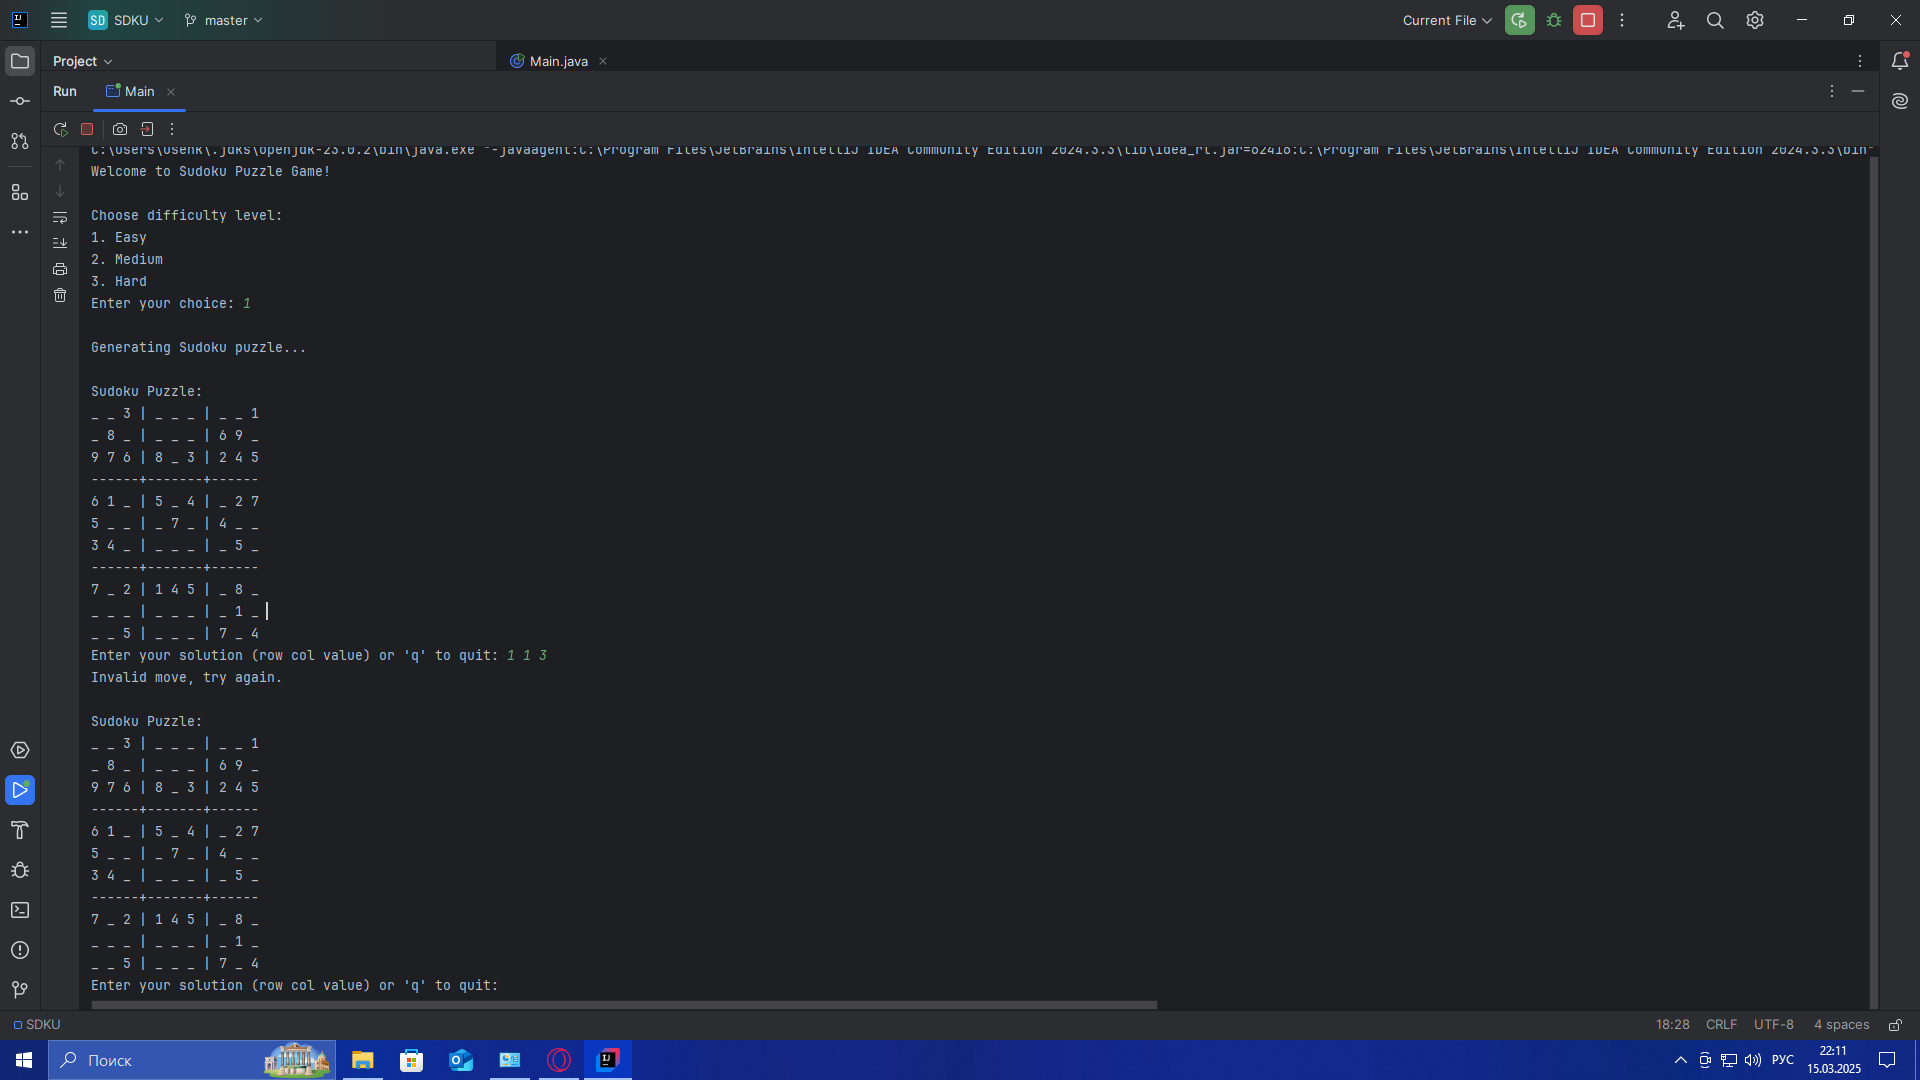 SD SDKU master Current File
Project Main.java
Run Main
C:\Users\Usenk\.jdks\openjdk-23.0.2\bin\java.exe "-javaagent:C:\Program Files\JetBrains\IntelliJ IDEA Community Edition 2024.3.3\lib\idea_rt.jar=62416:C:\Program Files\JetBrains\IntelliJ IDEA Community Edition 2024.3.3\bin"
Welcome to Sudoku Puzzle Game!
Choose difficulty level:
1. Easy
2. Medium
3. Hard
Enter your choice: 1
Generating Sudoku puzzle...
Sudoku Puzzle:
_ _ 3 | _ _ _ | _ _ 1
_ 8 _ | _ _ _ | 6 9 _
9 7 6 | 8 _ 3 | 2 4 5
------+-------+------
6 1 _ | 5 _ 4 | _ 2 7
5 _ _ | _ 7 _ | 4 _ _
3 4 _ | _ _ _ | _ 5 _
------+-------+------
7 _ 2 | 1 4 5 | _ 8 _
_ _ _ | _ _ _ | _ 1 _
_ _ 5 | _ _ _ | 7 _ 4
Enter your solution (row col value) or 'q' to quit: 1 1 3
Invalid move, try again.
Sudoku Puzzle:
_ _ 3 | _ _ _ | _ _ 1
_ 8 _ | _ _ _ | 6 9 _
9 7 6 | 8 _ 3 | 2 4 5
------+-------+------
6 1 _ | 5 _ 4 | _ 2 7
5 _ _ | _ 7 _ | 4 _ _
3 4 _ | _ _ _ | _ 5 _
------+-------+------
7 _ 2 | 1 4 5 | _ 8 _
_ _ _ | _ _ _ | _ 1 _
_ _ 5 | _ _ _ | 7 _ 4
Enter your solution (row col value) or 'q' to quit:
SDKU 18:28 CRLF UTF-8 4 spaces
Поиск РУС 22:11
15.03.2025